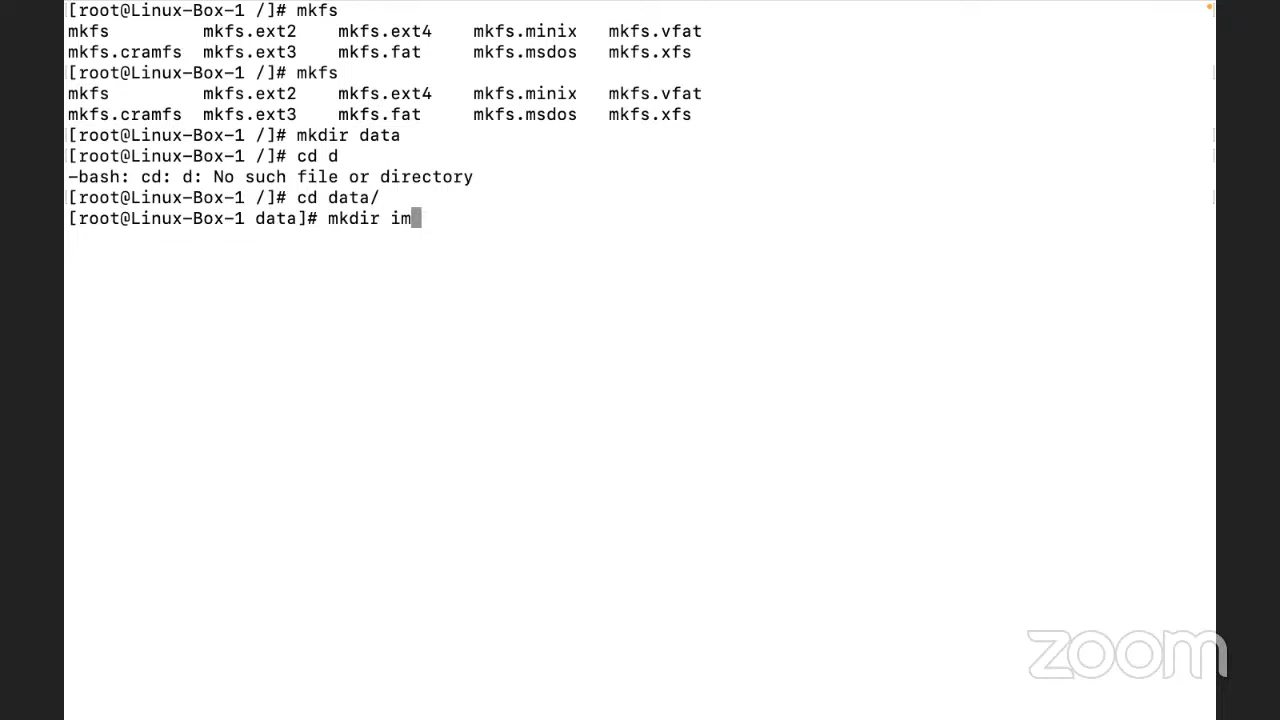 [root@Linux-Box-1 /]# mkfs
mkfs         mkfs.ext2    mkfs.ext4    mkfs.minix   mkfs.vfat
mkfs.cramfs  mkfs.ext3    mkfs.fat     mkfs.msdos   mkfs.xfs
[root@Linux-Box-1 /]# mkfs
mkfs         mkfs.ext2    mkfs.ext4    mkfs.minix   mkfs.vfat
mkfs.cramfs  mkfs.ext3    mkfs.fat     mkfs.msdos   mkfs.xfs
[root@Linux-Box-1 /]# mkdir data
[root@Linux-Box-1 /]# cd d
-bash: cd: d: No such file or directory
[root@Linux-Box-1 /]# cd data/
[root@Linux-Box-1 data]# mkdir im
zoom